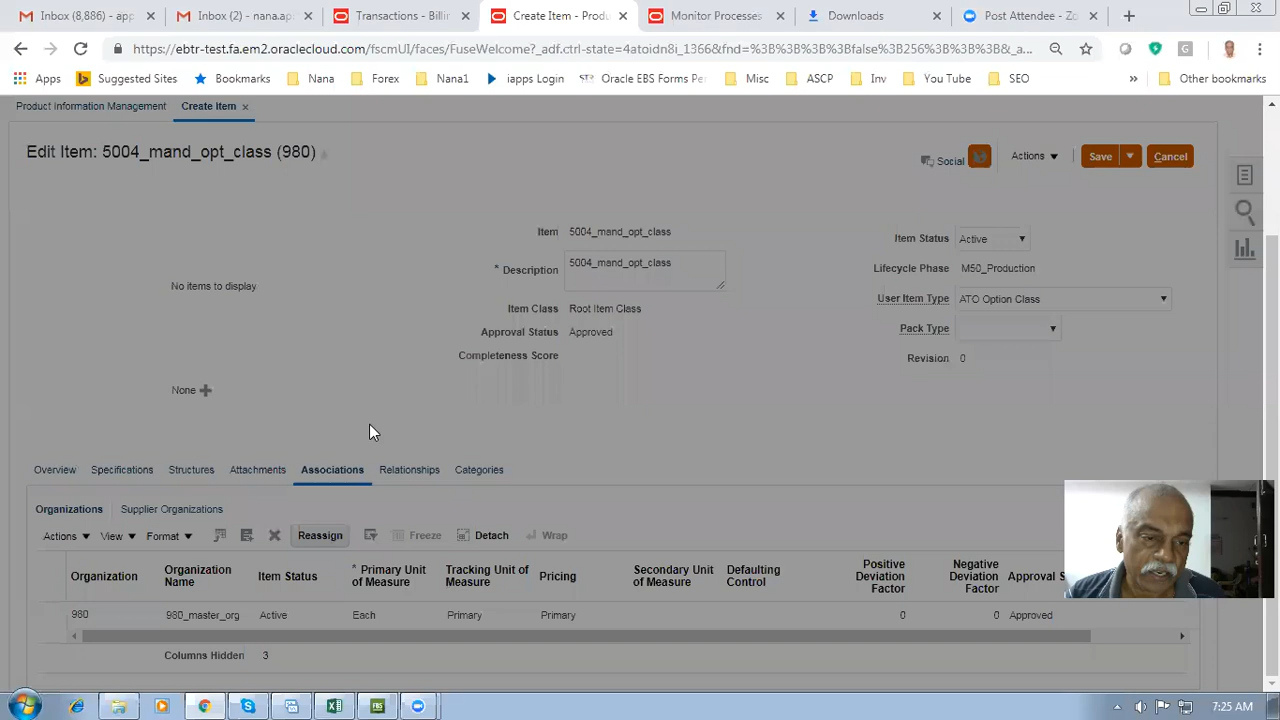 Inbox (8,886) - app
Inbox (2) - nana.ap
Transactions - Billir
Create Item - Produ
Monitor Processes
Downloads
Post Attendee - Zo
https://ebtr-test.fa.em2.oraclecloud.com/fscmUI/faces/FuseWelcome?_adf.ctrl-state=4atoidn8i_1366&fnd=%3B%3B%3B%3Bfalse%3B256%3B%3B%3B&_a...
Apps
Suggested Sites
Bookmarks
Nana
Forex
Nana1
iapps Login
Oracle EBS Forms Pe
Misc
ASCP
Inv
You Tube
SEO
»
Other bookmarks
Product Information Management
Create Item
Edit Item: 5004_mand_opt_class (980)
Social
Actions
Save
Cancel
Item 5004_mand_opt_class
* Description 5004_mand_opt_class
Item Class Root Item Class
Approval Status Approved
Completeness Score
Item Status Active
Lifecycle Phase M50_Production
User Item Type ATO Option Class
Pack Type
Revision 0
No items to display
None
Overview
Specifications
Structures
Attachments
Associations
Relationships
Categories
Organizations
Supplier Organizations
Actions
View
Format
Reassign
Freeze
Detach
Wrap
Organization
Organization Name
Item Status
* Primary Unit of Measure
Tracking Unit of Measure
Pricing
Secondary Unit of Measure
Defaulting Control
Positive Deviation Factor
Negative Deviation Factor
Approval S
980 980_master_org Active Each Primary Primary 0 0 Approved
Columns Hidden 3
7:25 AM